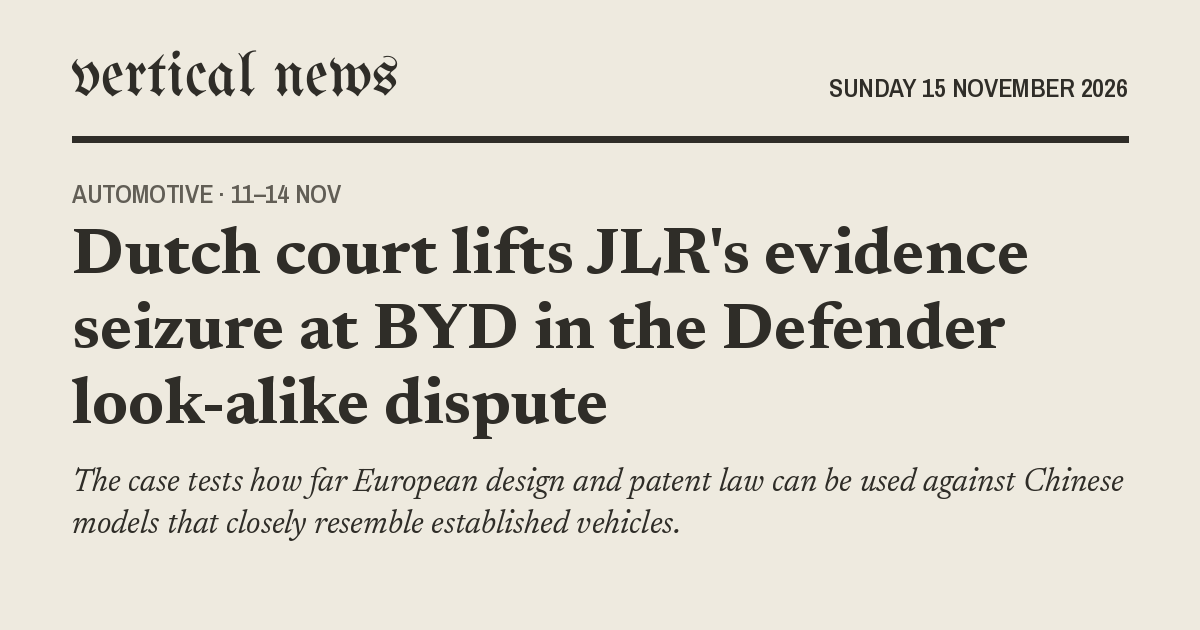 vertical news
SUNDAY 15 NOVEMBER 2026
AUTOMOTIVE · 11–14 NOV
Dutch court lifts JLR's evidence
seizure at BYD in the Defender
look-alike dispute
The case tests how far European design and patent law can be used against Chinese
models that closely resemble established vehicles.